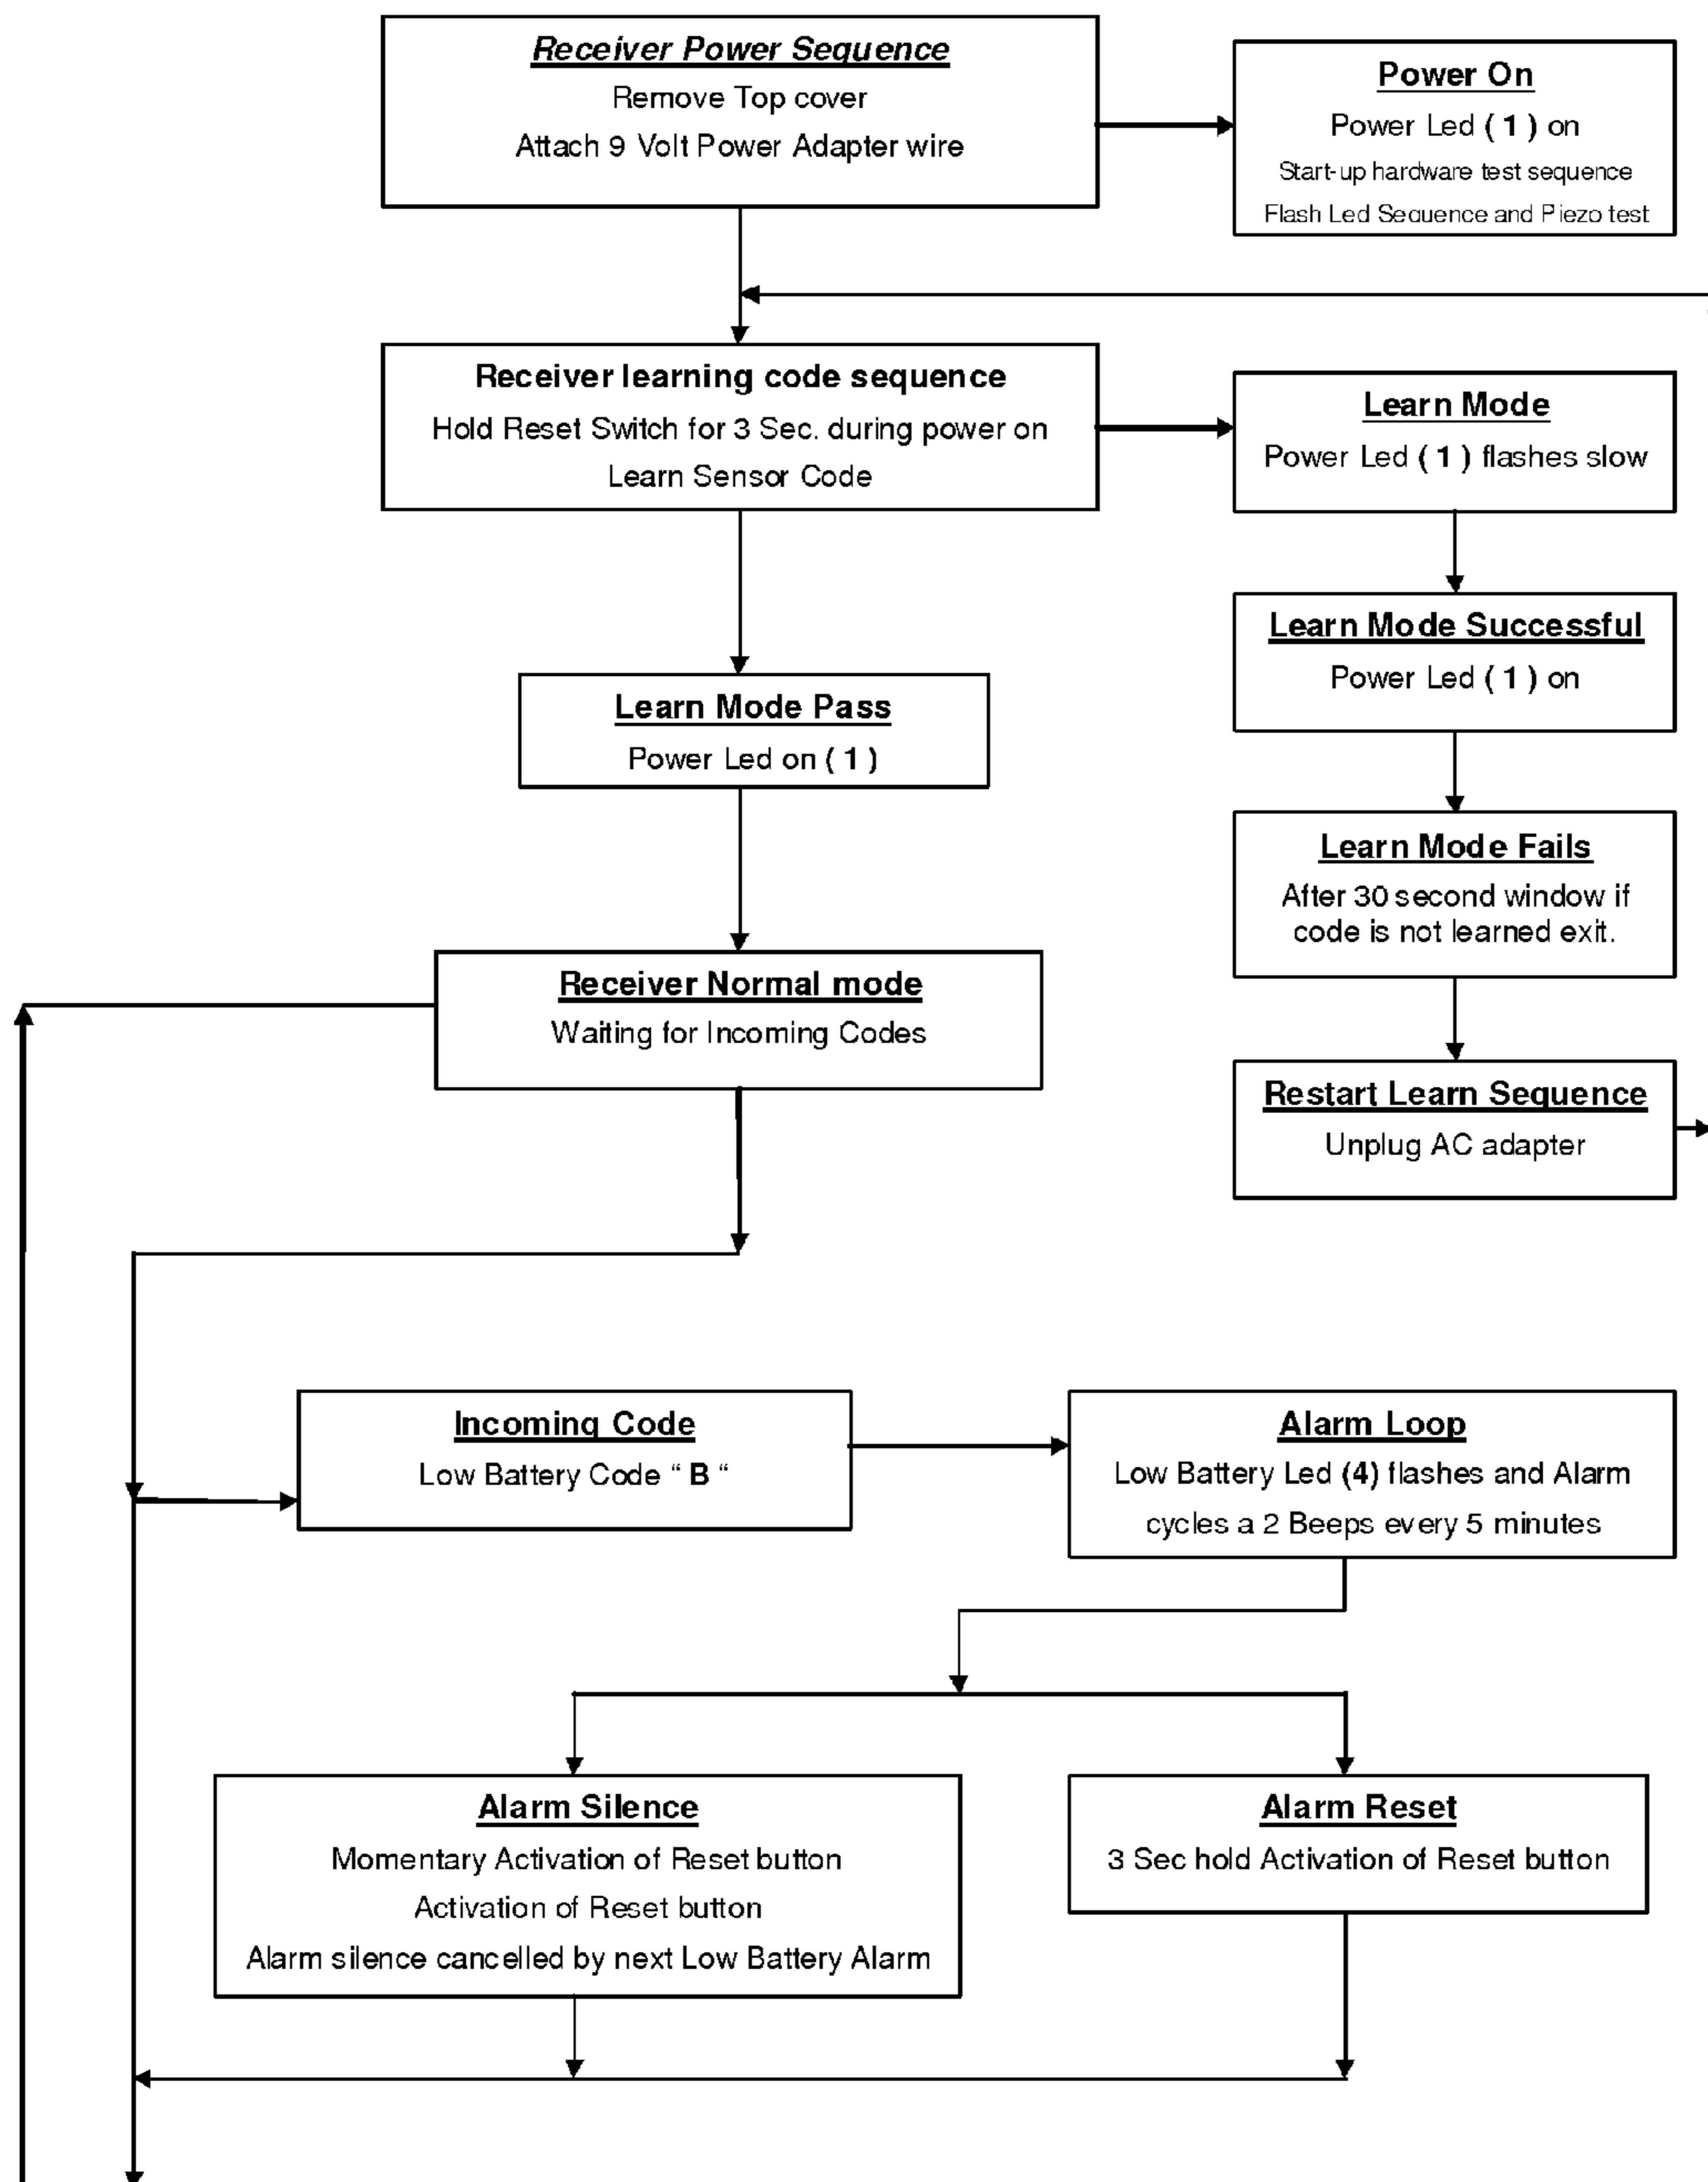 Receiver Power Sequence
Remove Top cover
Attach 9 Volt Power Adapter wire
Power On
Power Led ( 1 ) on
Start-up hardware test sequence
Flash Led Sequence and Piezo test
Receiver learning code sequence
Hold Reset Switch for 3 Sec. during power on
Learn Sensor Code
Learn Mode
Power Led ( 1 ) flashes slow
Learn Mode Successful
Power Led ( 1 ) on
Learn Mode Pass
Power Led on ( 1 )
Learn Mode Fails
After 30 second window if
code is not learned exit.
Receiver Normal mode
Waiting for Incoming Codes
Restart Learn Sequence
Unplug AC adapter
Incoming Code
Low Battery Code “ B “
Alarm Loop
Low Battery Led (4) flashes and Alarm
cycles a 2 Beeps every 5 minutes
Alarm Silence
Momentary Activation of Reset button
Activation of Reset button
Alarm silence cancelled by next Low Battery Alarm
Alarm Reset
3 Sec hold Activation of Reset button